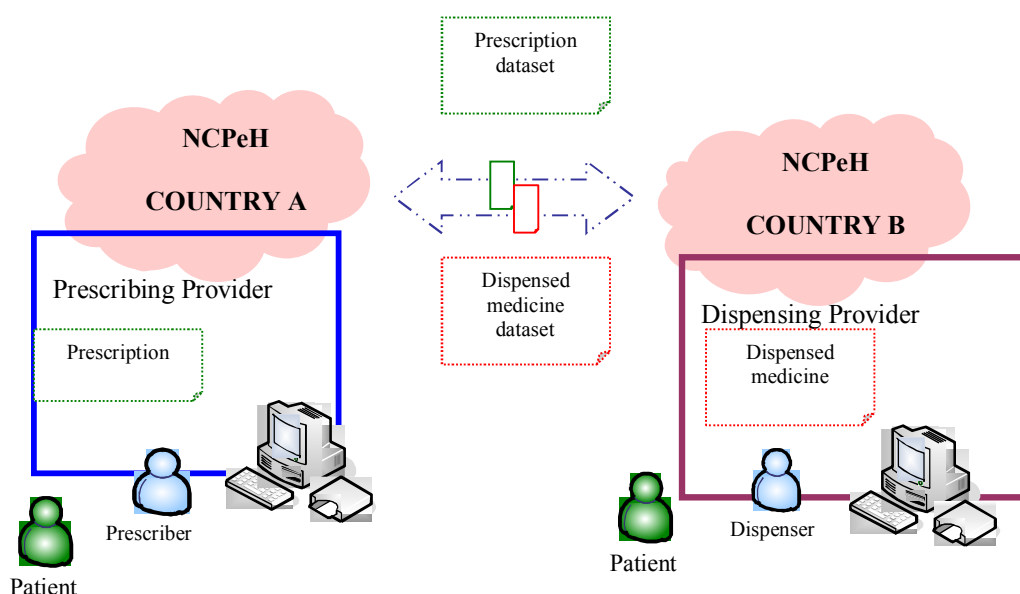 Prescription
dataset
NCPeH
COUNTRY A
NCPeH
COUNTRY B
Prescribing Provider
Prescription
Dispensed
medicine
dataset
Dispensing Provider
Dispensed
medicine
Prescriber
Patient
Dispenser
Patient